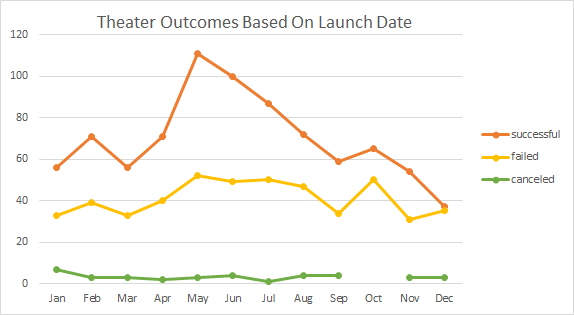 Theater Outcomes Based On Launch Date
120
100
80
60
40
20
0
Jan Feb Mar Apr May Jun Jul Aug Sep Oct Nov Dec
successful
failed
canceled